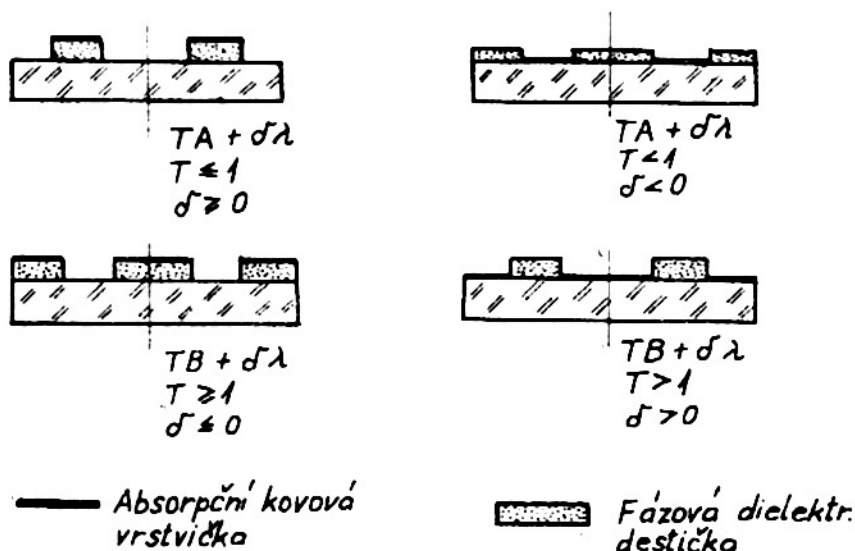 TA + δλ
T ≤ 1
δ ≥ 0
TA + δλ
T < 1
δ < 0
TB + δλ
T ≥ 1
δ ≤ 0
TB + δλ
T > 1
δ > 0
Absorpční kovová
vrstvička
Fázová dielektr.
destička